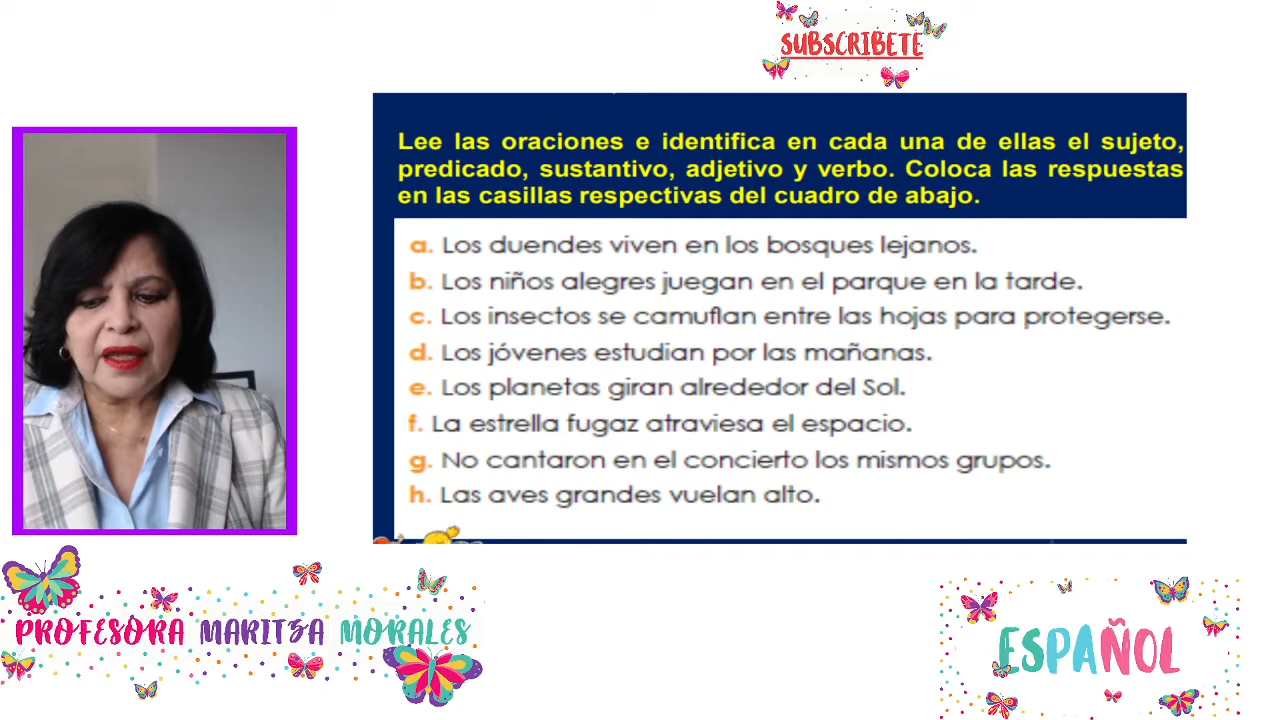 SUBSCRIBETE
Lee las oraciones e identifica en cada una de ellas el sujeto,
predicado, sustantivo, adjetivo y verbo. Coloca las respuestas
en las casillas respectivas del cuadro de abajo.
a. Los duendes viven en los bosques lejanos.
b. Los niños alegres juegan en el parque en la tarde.
c. Los insectos se camuflan entre las hojas para protegerse.
d. Los jóvenes estudian por las mañanas.
e. Los planetas giran alrededor del Sol.
f. La estrella fugaz atraviesa el espacio.
g. No cantaron en el concierto los mismos grupos.
h. Las aves grandes vuelan alto.
PROFESORA MARITZA MORALES
ESPAÑOL